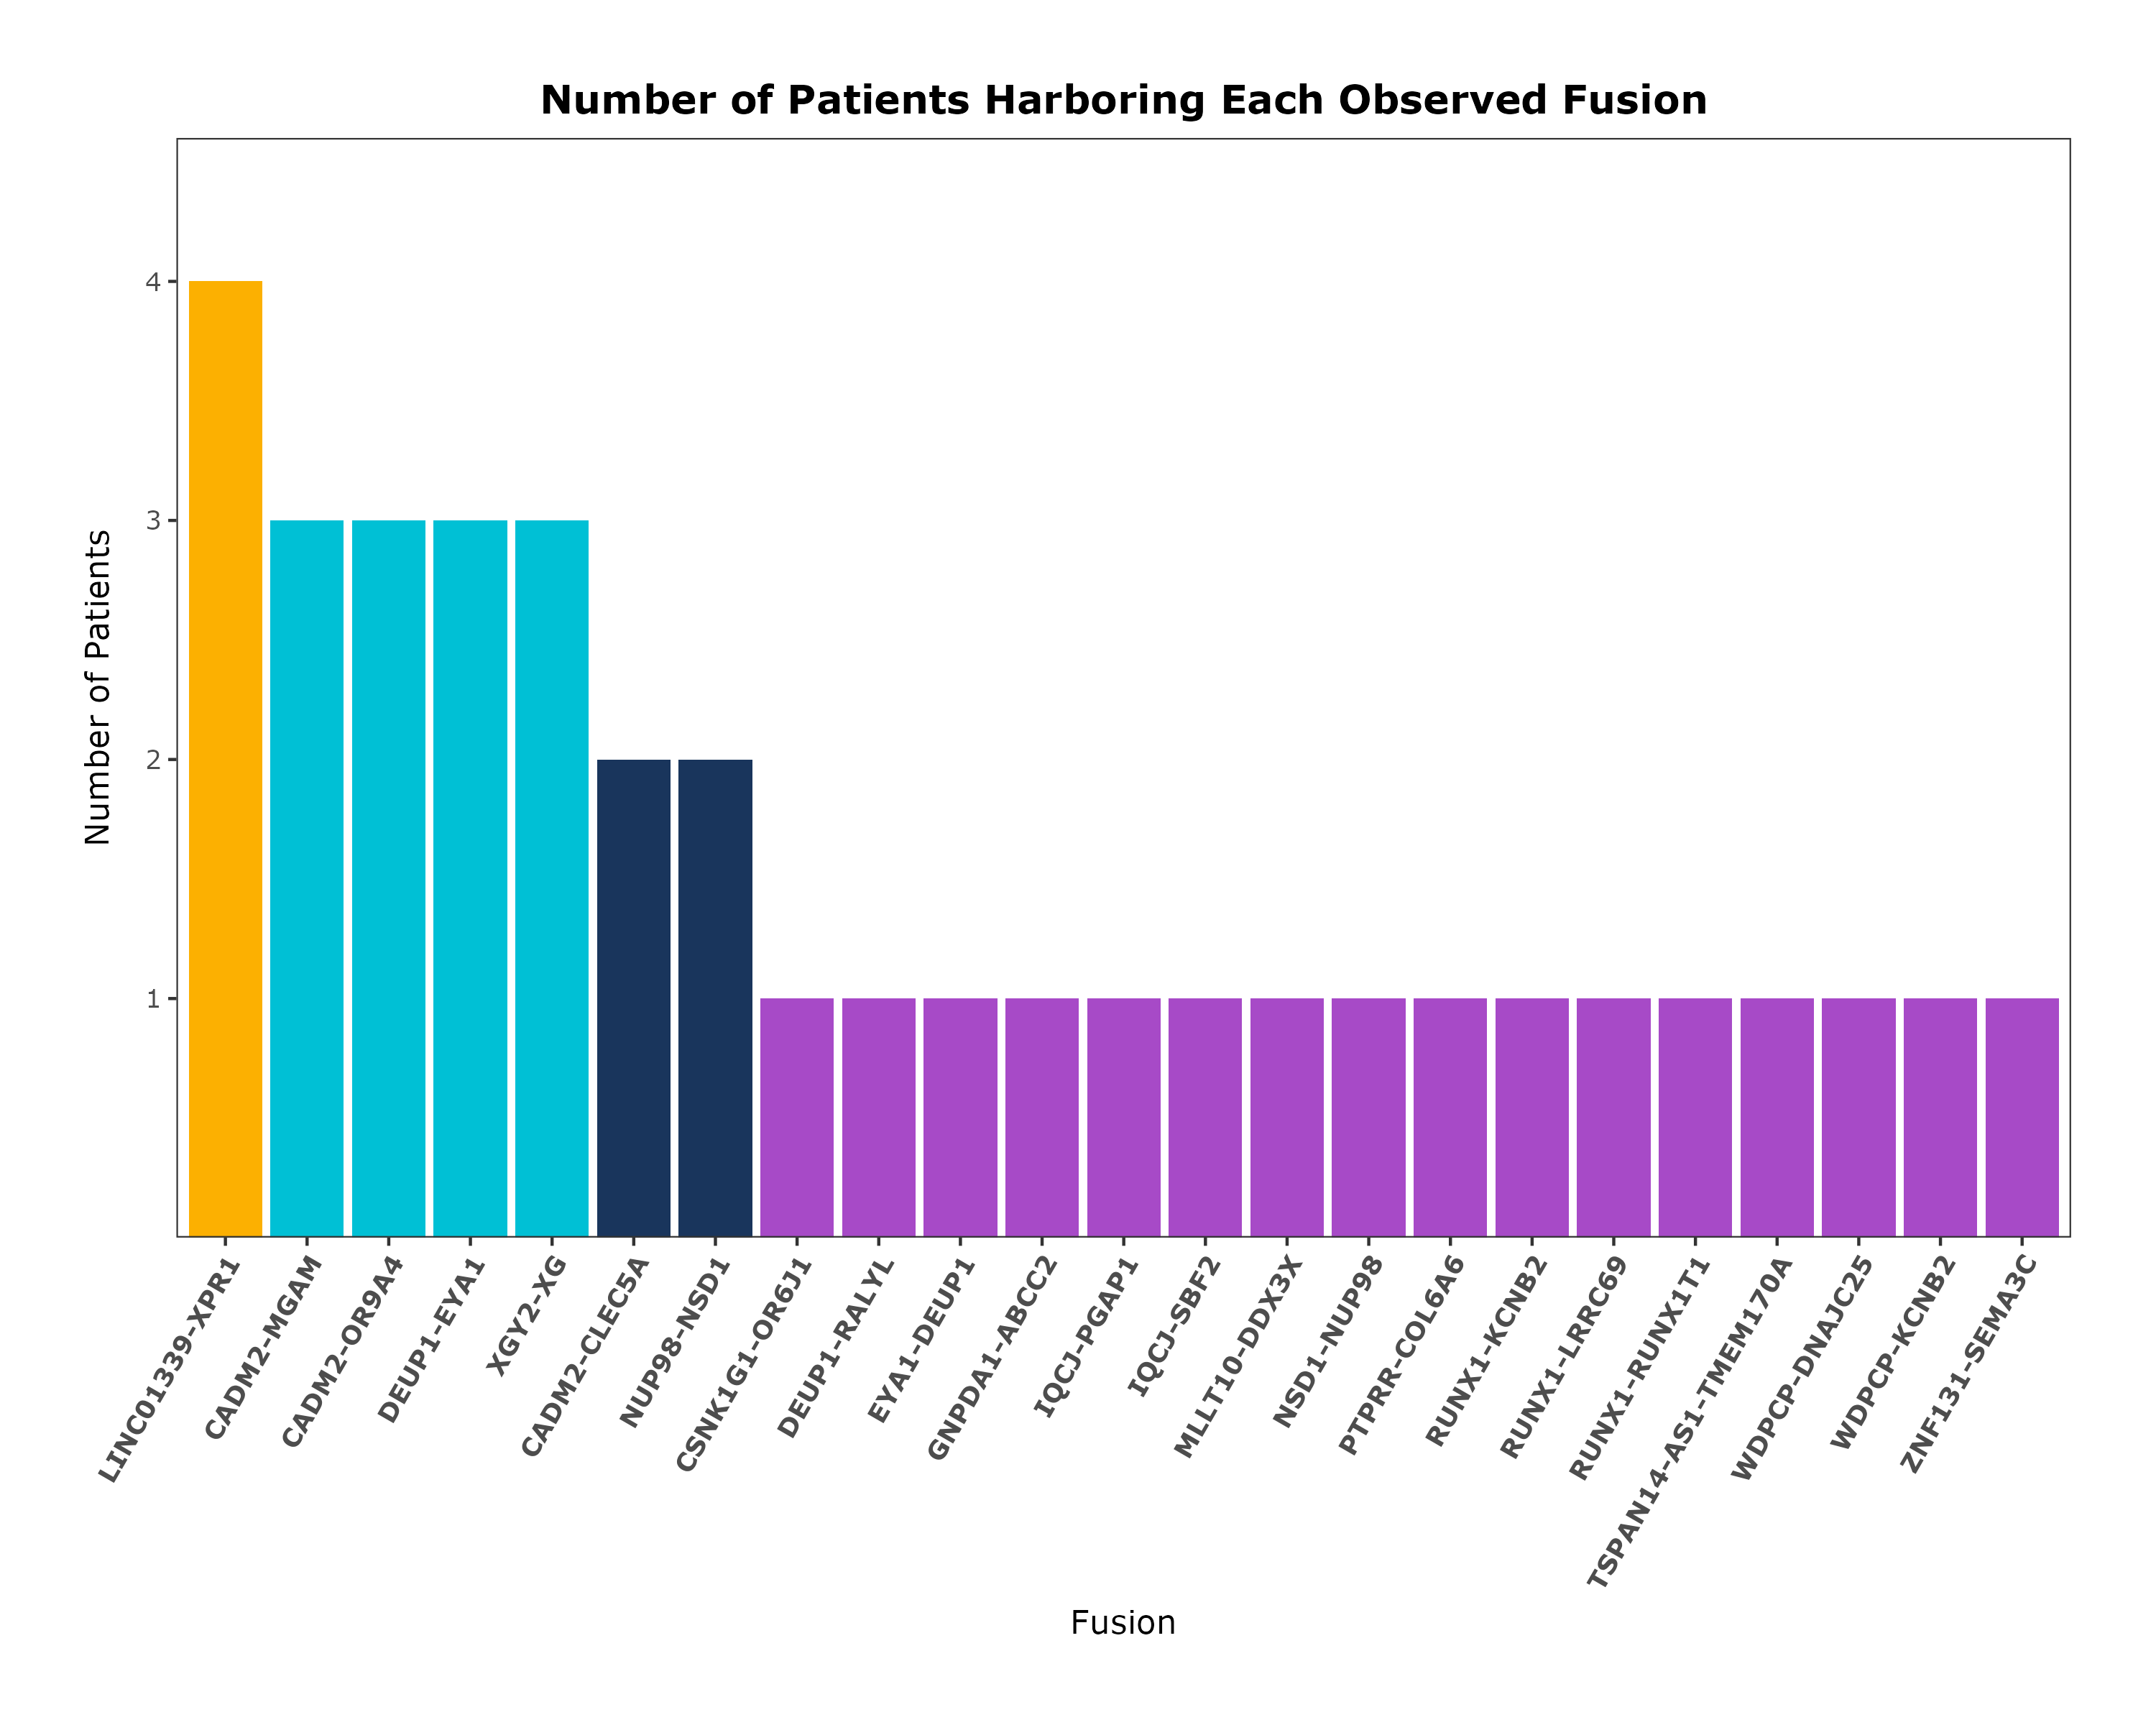 Number of Patients Harboring Each Observed Fusion
Number of Patients
4
3
2
1
LINC01339-XPR1
CADM2-MGAM
CADM2-OR9A4
DEUP1-EYA1
XGY2-XG
CADM2-CLEC5A
NUP98-NSD1
CSNK1G1-OR6J1
DEUP1-RALYL
EYA1-DEUP1
GNPDA1-ABCC2
IQCJ-PGAP1
IQCJ-SBF2
MLLT10-DDX3X
NSD1-NUP98
PTPRR-COL6A6
RUNX1-KCNB2
RUNX1-LRRC69
RUNX1-RUNX1T1
TSPAN14-AS1-TMEM170A
WDPCP-DNAJC25
WDPCP-KCNB2
ZNF131-SEMA3C
Fusion